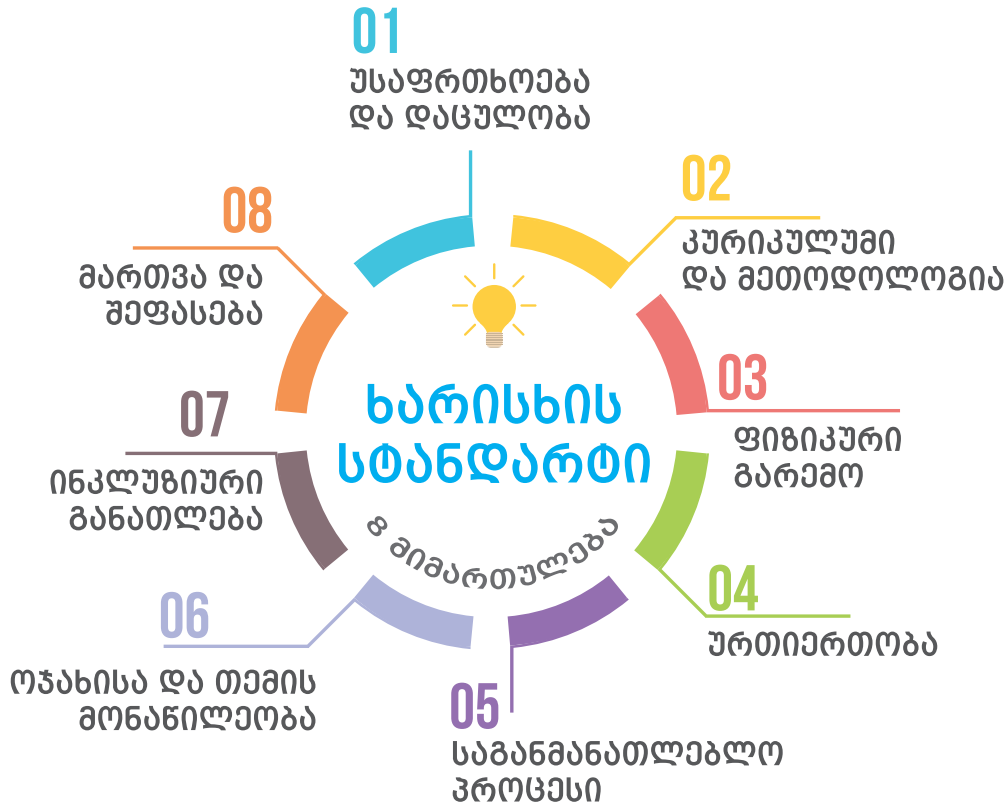 01
უსაფრთხოება
და დაცულობა
02
კურიკულუმი
და მეთოდოლოგია
03
ფიზიკური
გარემო
04
ურთიერთობა
05
საგანმანათლებლო
პროცესი
06
ოჯახისა და თემის
მონაწილეობა
07
ინკლუზიური
განათლება
08
მართვა და
შეფასება
ხარისხის
სტანდარტი
8 მიმართულება